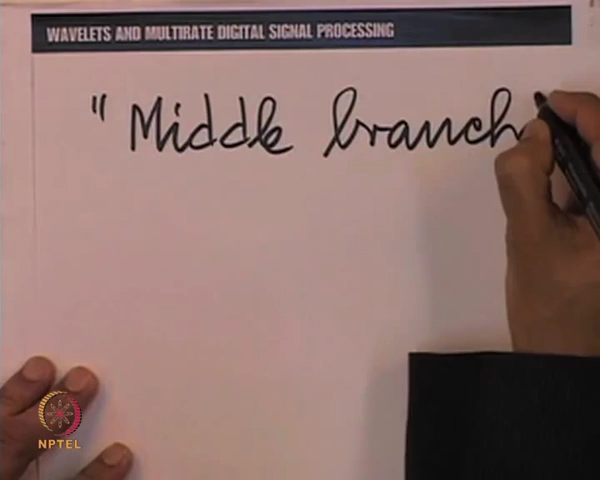 WAVELETS AND MULTIRATE DIGITAL SIGNAL PROCESSING
" Middle branch
NPTEL